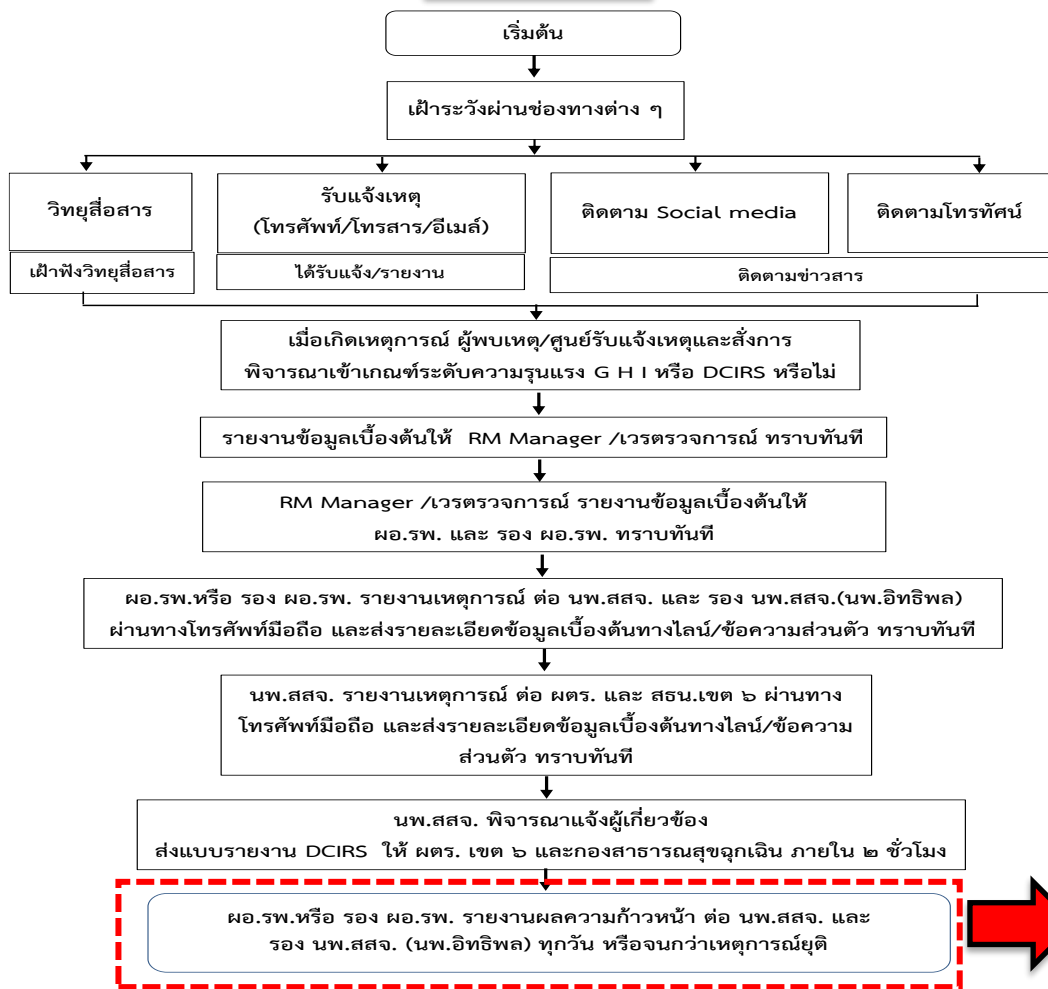 เริ่มต้น
เฝ้าระวังผ่านช่องทางต่าง ๆ
วิทยุสื่อสาร
รับแจ้งเหตุ
(โทรศัพท์/โทรสาร/อีเมล์)
ติดตาม Social media
ติดตามโทรทัศน์
เฝ้าฟังวิทยุสื่อสาร
ได้รับแจ้ง/รายงาน
ติดตามข่าวสาร
เมื่อเกิดเหตุการณ์ ผู้พบเหตุ/ศูนย์รับแจ้งเหตุและสั่งการ
พิจารณาเข้าเกณฑ์ระดับความรุนแรง G H I หรือ DCIRS หรือไม่
รายงานข้อมูลเบื้องต้นให้ RM Manager /เวรตรวจการณ์ ทราบทันที
RM Manager /เวรตรวจการณ์ รายงานข้อมูลเบื้องต้นให้
ผอ.รพ. และ รอง ผอ.รพ. ทราบทันที
ผอ.รพ.หรือ รอง ผอ.รพ. รายงานเหตุการณ์ ต่อ นพ.สสจ. และ รอง นพ.สสจ.(นพ.อิทธิพล)
ผ่านทางโทรศัพท์มือถือ และส่งรายละเอียดข้อมูลเบื้องต้นทางไลน์/ข้อความส่วนตัว ทราบทันที
นพ.สสจ. รายงานเหตุการณ์ ต่อ ผตร. และ สธน.เขต ๖ ผ่านทาง
โทรศัพท์มือถือ และส่งรายละเอียดข้อมูลเบื้องต้นทางไลน์/ข้อความ
ส่วนตัว ทราบทันที
นพ.สสจ. พิจารณาแจ้งผู้เกี่ยวข้อง
ส่งแบบรายงาน DCIRS ให้ ผตร. เขต ๖ และกองสาธารณสุขฉุกเฉิน ภายใน ๒ ชั่วโมง
ผอ.รพ.หรือ รอง ผอ.รพ. รายงานผลความก้าวหน้า ต่อ นพ.สสจ. และ
รอง นพ.สสจ. (นพ.อิทธิพล) ทุกวัน หรือจนกว่าเหตุการณ์ยุติ